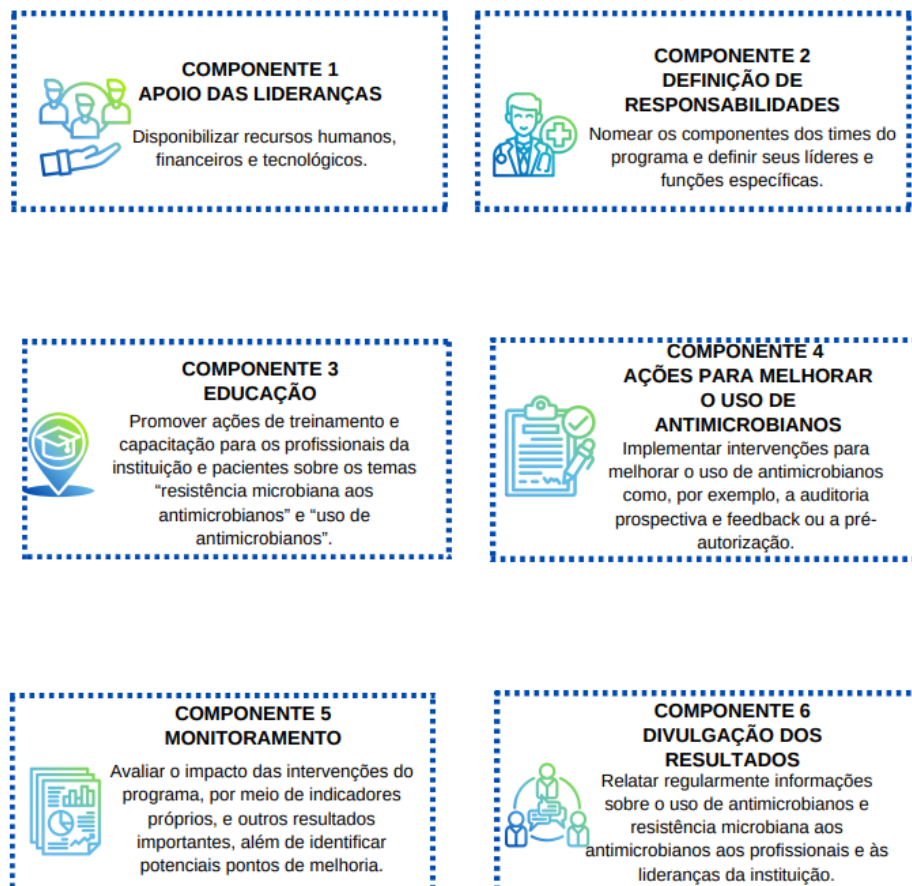 COMPONENTE 1
APOIO DAS LIDERANÇAS
Disponibilizar recursos humanos,
financeiros e tecnológicos.
COMPONENTE 2
DEFINIÇÃO DE
RESPONSABILIDADES
Nomear os componentes dos times do
programa e definir seus líderes e
funções específicas.
COMPONENTE 3
EDUCAÇÃO
Promover ações de treinamento e
capacitação para os profissionais da
instituição e pacientes sobre os temas
“resistência microbiana aos
antimicrobianos” e “uso de
antimicrobianos”.
COMPONENTE 4
AÇÕES PARA MELHORAR
O USO DE
ANTIMICROBIANOS
Implementar intervenções para
melhorar o uso de antimicrobianos
como, por exemplo, a auditoria
prospectiva e feedback ou a pré-
autorização.
COMPONENTE 5
MONITORAMENTO
Avaliar o impacto das intervenções do
programa, por meio de indicadores
próprios, e outros resultados
importantes, além de identificar
potenciais pontos de melhoria.
COMPONENTE 6
DIVULGAÇÃO DOS
RESULTADOS
Relatar regularmente informações
sobre o uso de antimicrobianos e
resistência microbiana aos
antimicrobianos aos profissionais e às
lideranças da instituição.